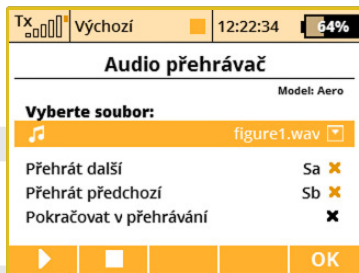 Tx Výchozí 12:22:34 64%
Audio přehrávač
Model: Aero
Vyberte soubor:
figure1.wav
Přehrát další Sa
Přehrát předchozí Sb
Pokračovat v přehrávání
OK